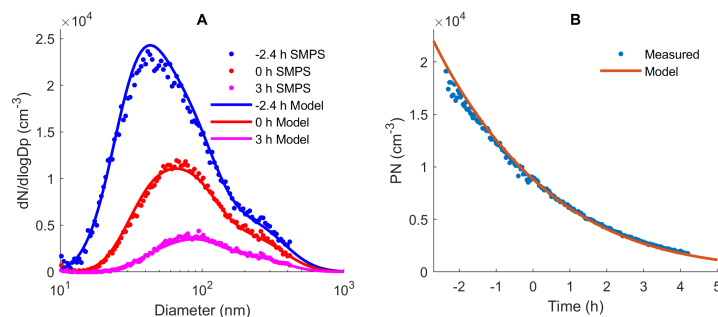 A
×10⁴
2.5
2
1.5
1
0.5
0
dN/dlogDp (cm⁻³)
10¹
10²
10³
Diameter (nm)
-2.4 h SMPS
0 h SMPS
3 h SMPS
-2.4 h Model
0 h Model
3 h Model
B
×10⁴
2
1.5
1
0.5
0
PN (cm⁻³)
-2 -1 0 1 2 3 4 5
Time (h)
Measured
Model